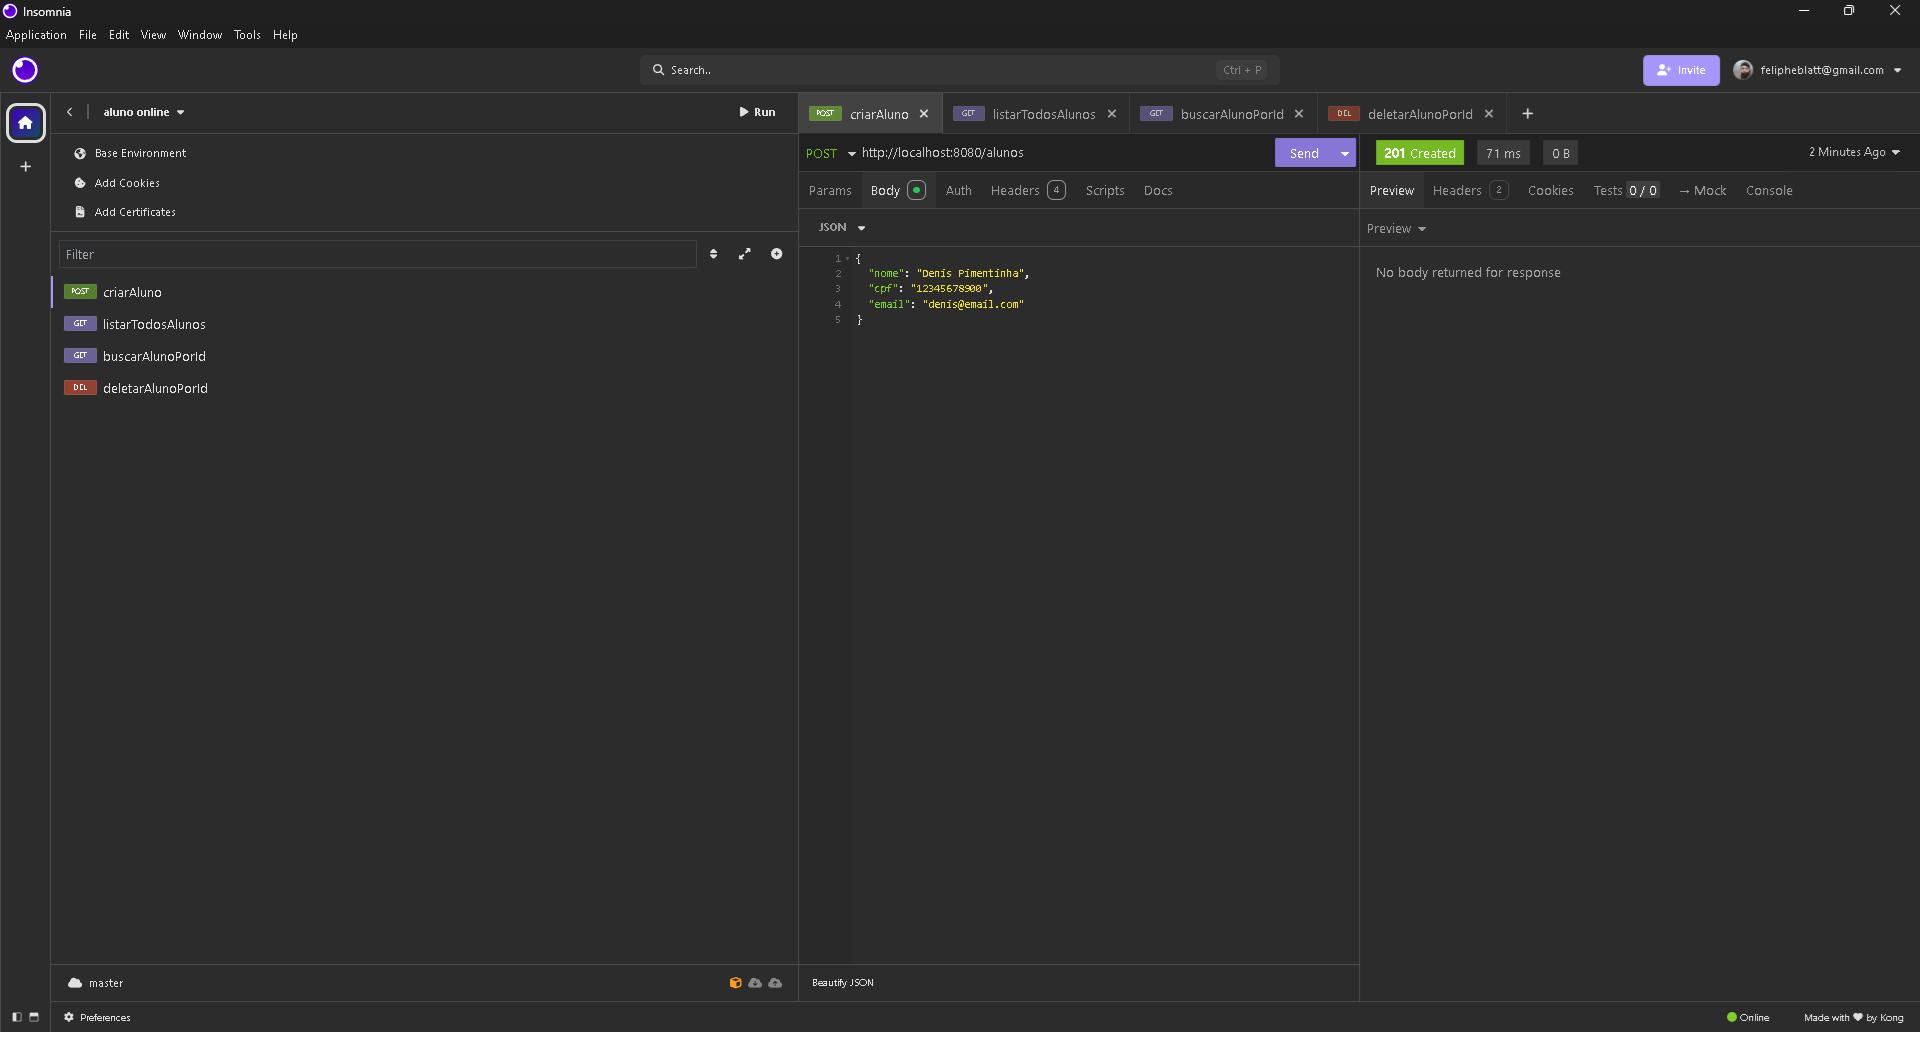 Insomnia
Application File Edit View Window Tools Help
Search.. Ctrl + P Invite felipheblatt@gmail.com
aluno online Run
Base Environment
Add Cookies
Add Certificates
Filter
POST criarAluno
GET listarTodosAlunos
GET buscarAlunoPorId
DEL deletarAlunoPorId
master
Preferences
POST criarAluno GET listarTodosAlunos GET buscarAlunoPorId DEL deletarAlunoPorId
POST http://localhost:8080/alunos Send
Params Body Auth Headers 4 Scripts Docs
JSON
1 {
2 "nome": "Denis Pimentinha",
3 "cpf": "12345678900",
4 "email": "denis@email.com"
5 }
Beautify JSON
201 Created 71 ms 0 B 2 Minutes Ago
Preview Headers 2 Cookies Tests 0 / 0 → Mock Console
Preview
No body returned for response
Online Made with ♥ by Kong